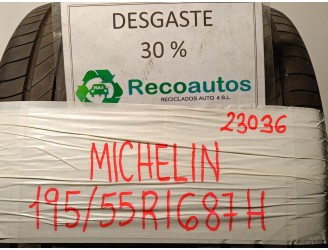 DESGASTE
30 %
Recoautos
RECICLADOS AUTO 4 S.L.
23036
MICHELIN
195/55R1687H